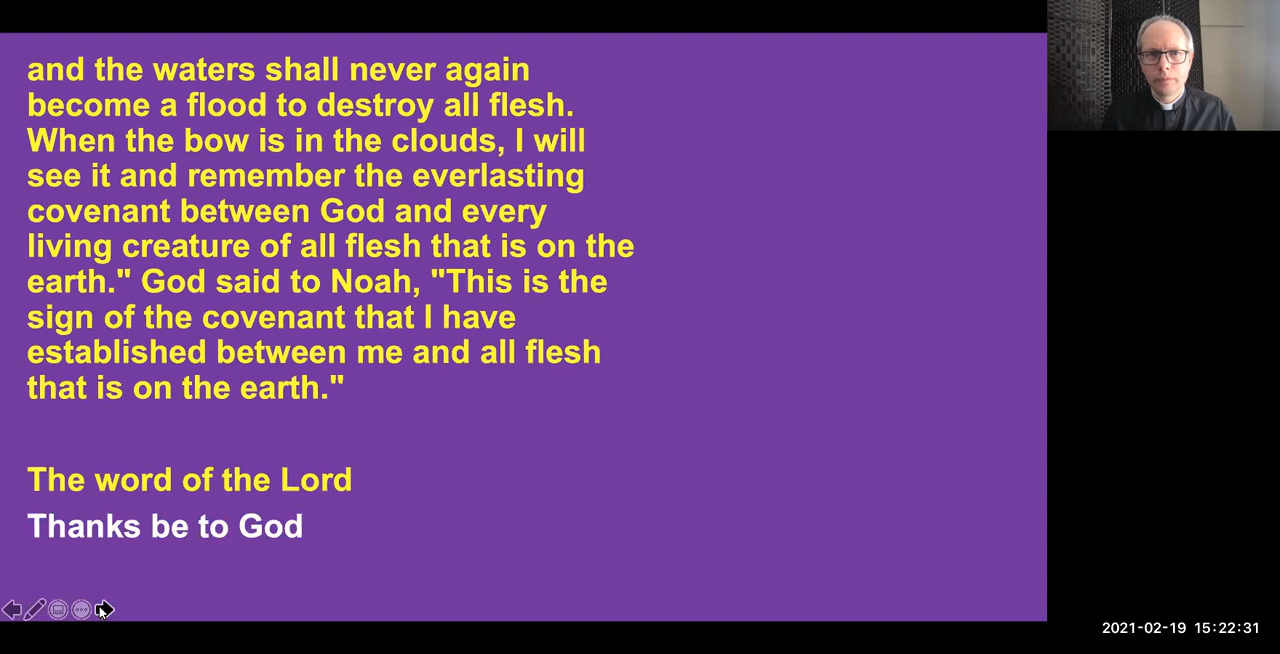 and the waters shall never again
become a flood to destroy all flesh.
When the bow is in the clouds, I will
see it and remember the everlasting
covenant between God and every
living creature of all flesh that is on the
earth." God said to Noah, "This is the
sign of the covenant that I have
established between me and all flesh
that is on the earth."
The word of the Lord
Thanks be to God
2021-02-19 15:22:31